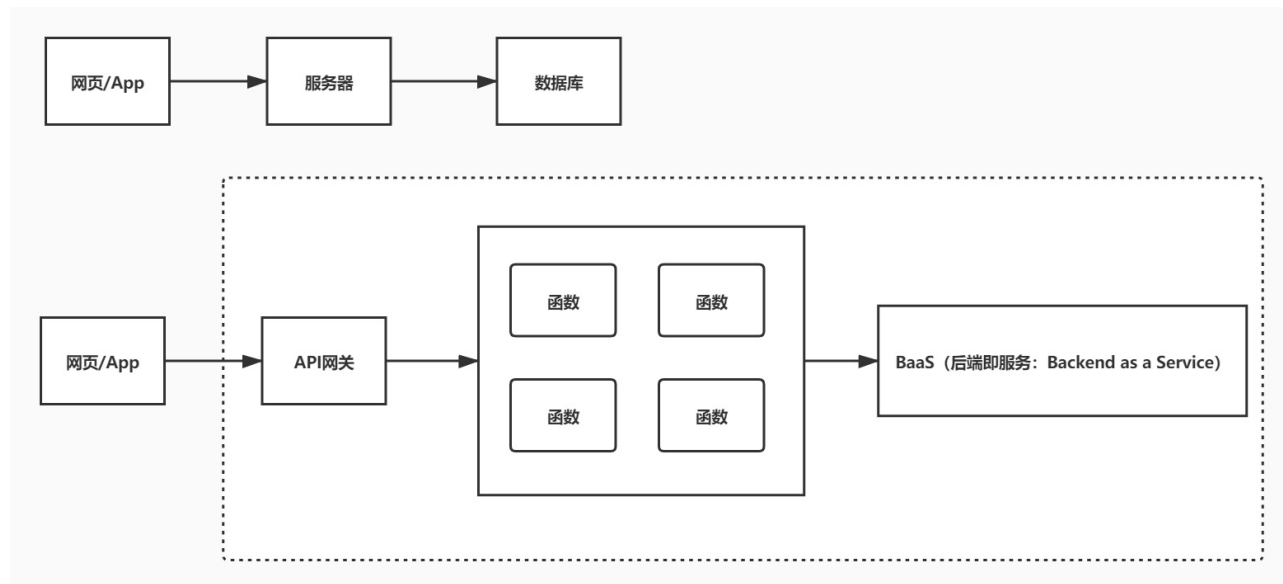 网页/App
服务器
数据库
网页/App
API网关
函数
函数
函数
函数
BaaS（后端即服务：Backend as a Service）